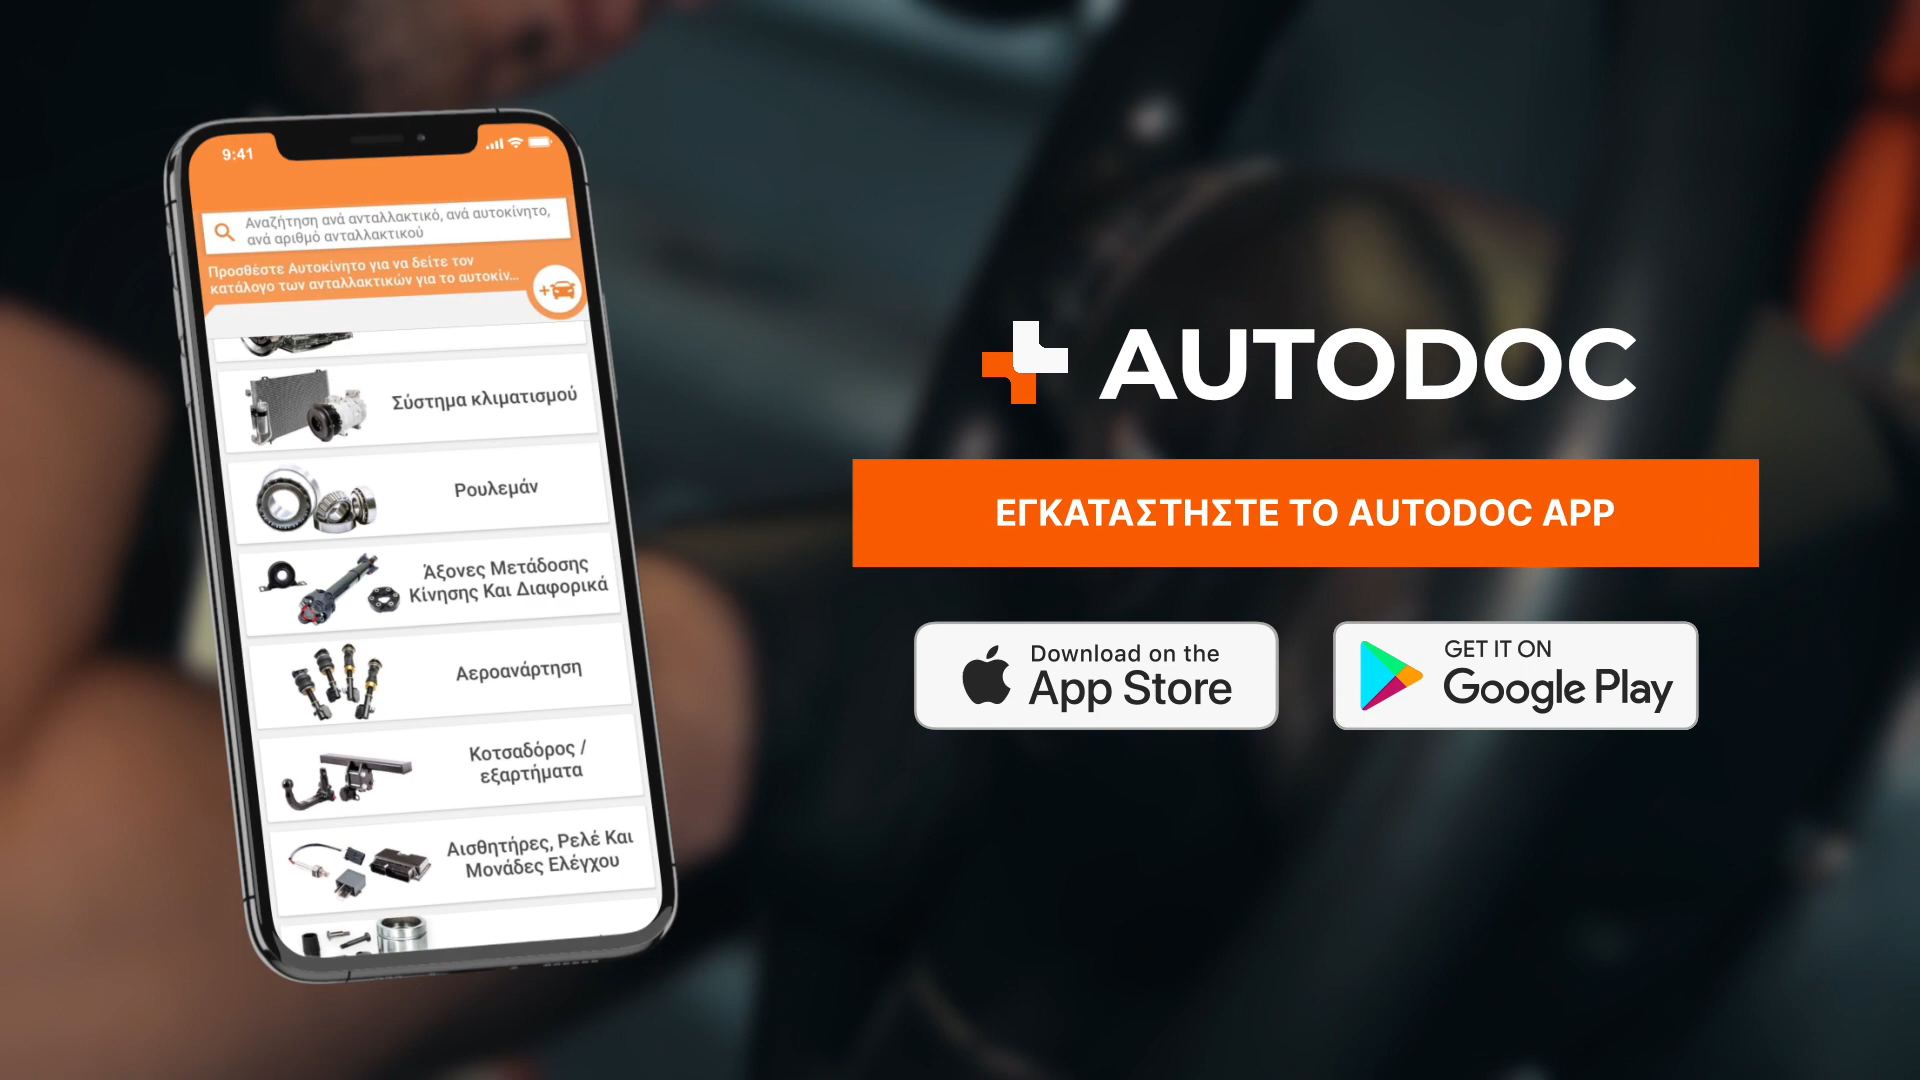 9:41
Αναζήτηση ανά ανταλλακτικό, ανά αυτοκίνητο,
ανά αριθμό ανταλλακτικού
Προσθέστε Αυτοκίνητο για να δείτε τον
κατάλογο των ανταλλακτικών για το αυτοκίν...
Σύστημα κλιματισμού
Ρουλεμάν
Άξονες Μετάδοσης
Κίνησης Και Διαφορικά
Αεροανάρτηση
Κοτσαδόρος /
εξαρτήματα
Αισθητήρες, Ρελέ Και
Μονάδες Ελέγχου
AUTODOC
ΕΓΚΑΤΑΣΤΗΣΤΕ ΤΟ AUTODOC APP
Download on the
App Store
GET IT ON
Google Play